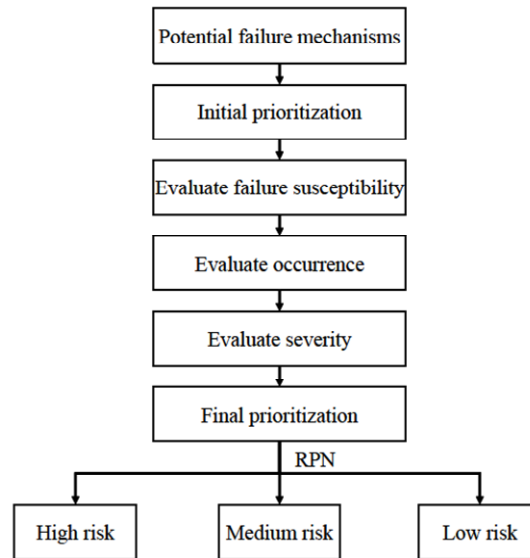 Potential failure mechanisms
Initial prioritization
Evaluate failure susceptibility
Evaluate occurrence
Evaluate severity
Final prioritization
RPN
High risk
Medium risk
Low risk